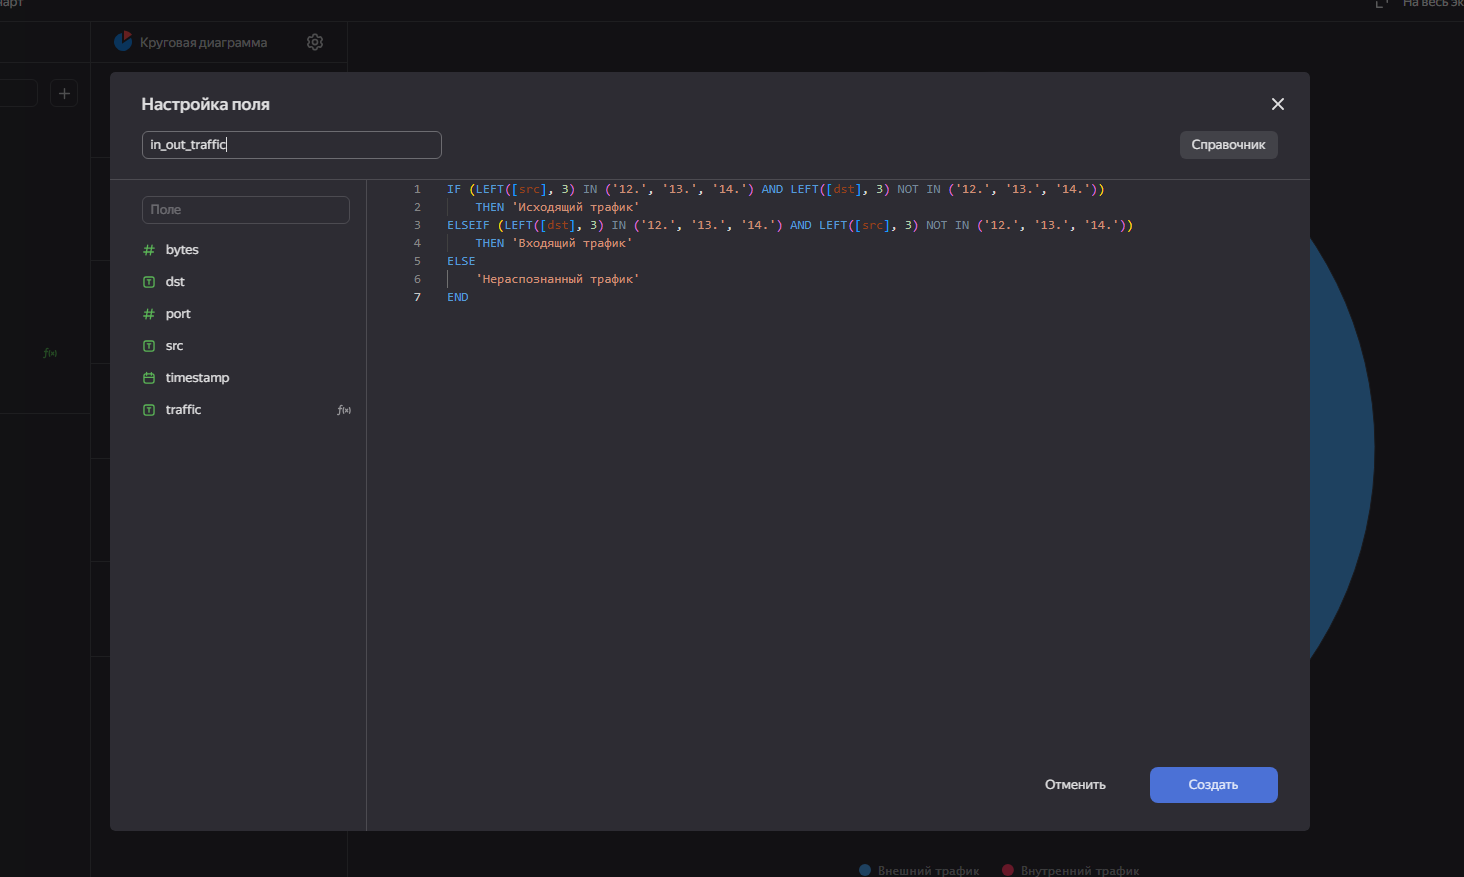 На весь эк
Круговая диаграмма
Настройка поля
in_out_traffic
Справочник
Поле
bytes
dst
port
src
timestamp
traffic
f(x)
f(x)
1 IF (LEFT([src], 3) IN ('12.', '13.', '14.') AND LEFT([dst], 3) NOT IN ('12.', '13.', '14.'))
2 THEN 'Исходящий трафик'
3 ELSEIF (LEFT([dst], 3) IN ('12.', '13.', '14.') AND LEFT([src], 3) NOT IN ('12.', '13.', '14.'))
4 THEN 'Входящий трафик'
5 ELSE
6 'Нераспознанный трафик'
7 END
Отменить
Создать
Внешний трафик
Внутренний трафик